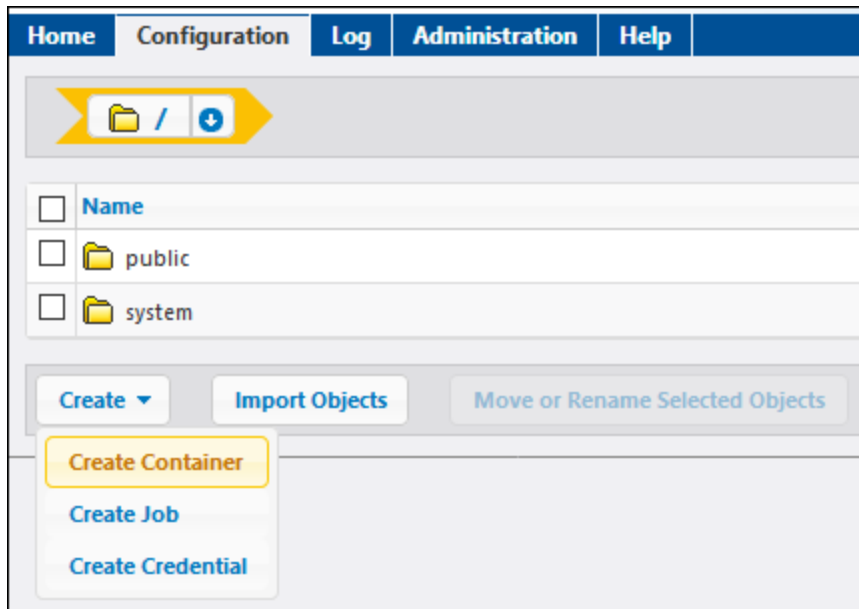 Home Configuration Log Administration Help
/
Name
public
system
Create Import Objects Move or Rename Selected Objects
Create Container
Create Job
Create Credential